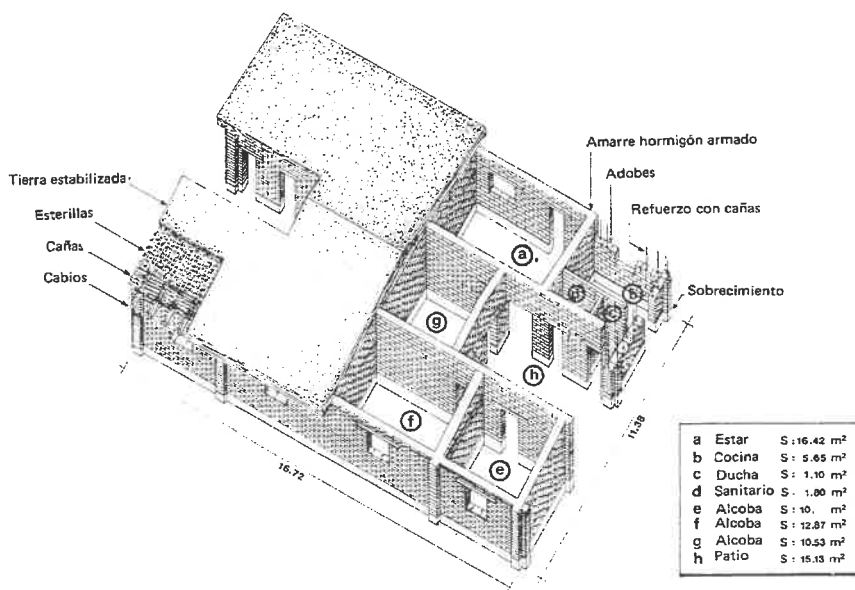 Amarre hormigón armado
Adobes
Refuerzo con cañas
Sobrecimiento
Tierra estabilizada
Esterillas
Cañas
Cabios
a
g
h
f
e
b
16.72
11.38
a Estar S : 16.42 m²
b Cocina S : 5.65 m²
c Ducha S : 1.10 m²
d Sanitario S . 1.80 m²
e Alcoba S : 10. m²
f Alcoba S : 12.87 m²
g Alcoba S : 10.53 m²
h Patio S : 15.13 m²